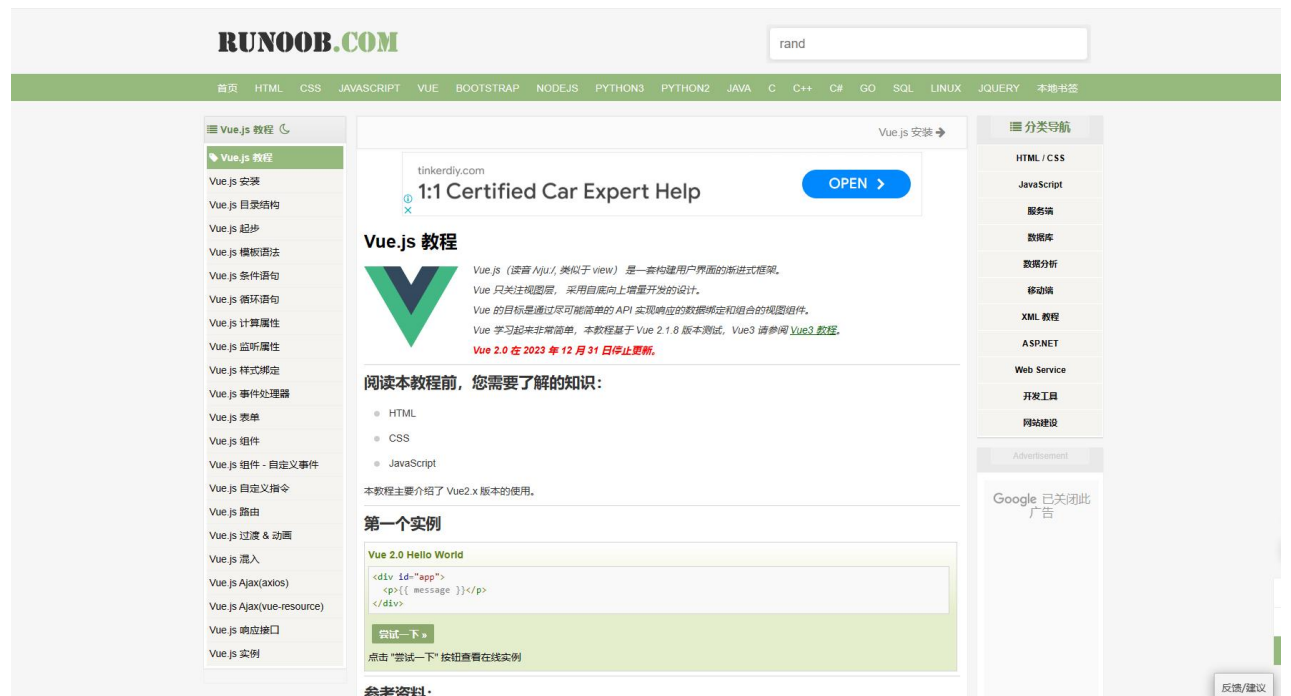 RUNOOB.COM
rand
首页 HTML CSS JAVASCRIPT VUE BOOTSTRAP NODEJS PYTHON3 PYTHON2 JAVA C C++ C# GO SQL LINUX JQUERY 本地书签
Vue.js 教程
Vue.js 教程
Vue.js 安装
Vue.js 目录结构
Vue.js 起步
Vue.js 模板语法
Vue.js 条件语句
Vue.js 循环语句
Vue.js 计算属性
Vue.js 监听属性
Vue.js 样式绑定
Vue.js 事件处理器
Vue.js 表单
Vue.js 组件
Vue.js 组件 - 自定义事件
Vue.js 自定义指令
Vue.js 路由
Vue.js 过渡 & 动画
Vue.js 混入
Vue.js Ajax(axios)
Vue.js Ajax(vue-resource)
Vue.js 响应接口
Vue.js 实例
Vue.js 安装 →
tinkerdiy.com
1:1 Certified Car Expert Help
OPEN
Vue.js 教程
Vue.js（读音 /vjuː/, 类似于 view） 是一套构建用户界面的渐进式框架。
Vue 只关注视图层， 采用自底向上增量开发的设计。
Vue 的目标是通过尽可能简单的 API 实现响应的数据绑定和组合的视图组件。
Vue 学习起来非常简单，本教程基于 Vue 2.1.8 版本测试，Vue3 请参阅 Vue3 教程。
Vue 2.0 在 2023 年 12 月 31 日停止更新。
阅读本教程前，您需要了解的知识：
HTML
CSS
JavaScript
本教程主要介绍了 Vue2.x 版本的使用。
第一个实例
Vue 2.0 Hello World
<div id="app">
<p>{{ message }}</p>
</div>
尝试一下 »
点击 "尝试一下" 按钮查看在线实例
参考资料：
分类导航
HTML / CSS
JavaScript
服务端
数据库
数据分析
移动端
XML 教程
ASP.NET
Web Service
开发工具
网站建设
Advertisement
Google 已关闭此
广告
反馈/建议